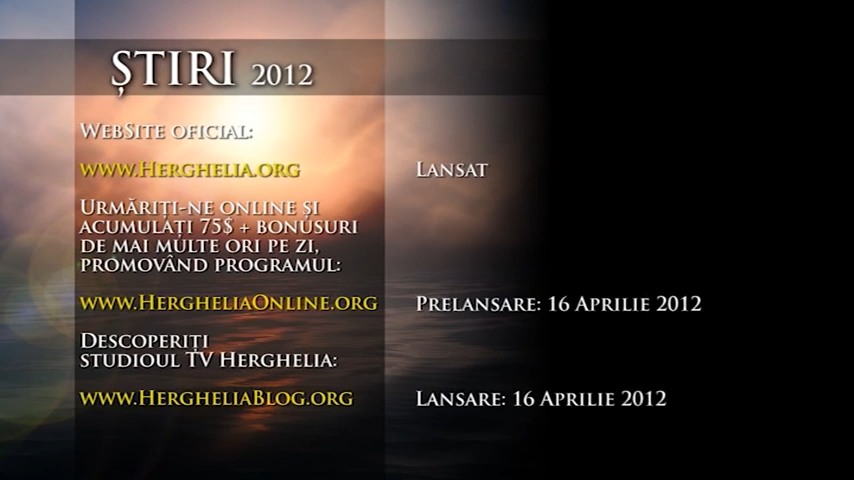 ȘTIRI 2012
WebSite oficial:
www.Herghelia.org Lansat
Urmăriți-ne online și
acumulați 75$ + bonusuri
de mai multe ori pe zi,
promovând programul:
www.HergheliaOnline.org Prelansare: 16 Aprilie 2012
Descoperiți
studioul TV Herghelia:
www.HergheliaBlog.org Lansare: 16 Aprilie 2012